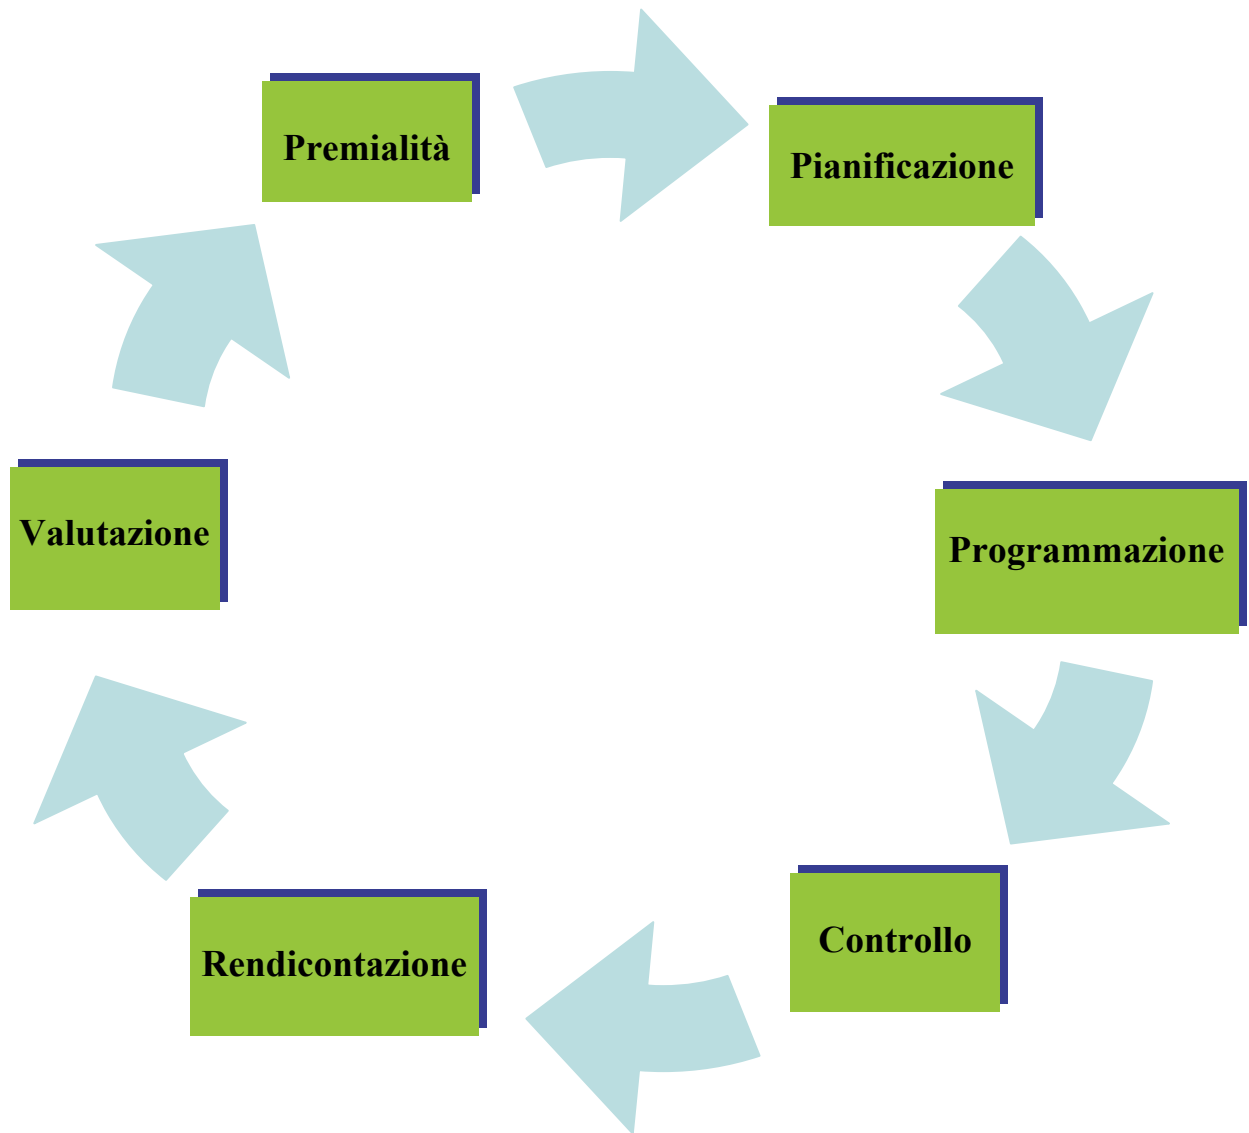 Premialità
Pianificazione
Valutazione
Programmazione
Controllo
Rendicontazione